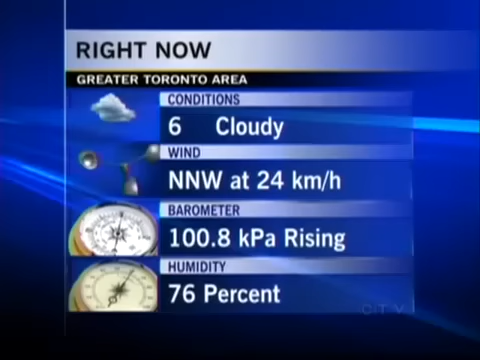 RIGHT NOW
GREATER TORONTO AREA
CONDITIONS
6 Cloudy
WIND
NNW at 24 km/h
BAROMETER
100.8 kPa Rising
HUMIDITY
76 Percent
CTV